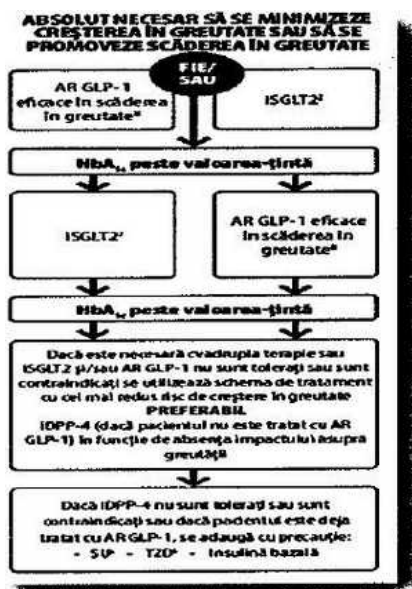 ABSOLUT NECESAR SĂ SE MINIMIZEZE
CREȘTEREA ÎN GREUTATE SAU SĂ SE
PROMOVEZE SCĂDEREA ÎN GREUTATE
FIE/
SAU
AR GLP-1
eficace în scăderea
în greutate⁸
ISGLT2²
HbA₁c peste valoarea-țintă
ISGLT2²
AR GLP-1 eficace
în scăderea în
greutate⁸
HbA₁c peste valoarea-țintă
Dacă este necesară cvadrupla terapie sau
ISGLT2 și/sau AR GLP-1 nu sunt tolerați sau sunt
contraindicați se utilizează schema de tratament
cu cel mai redus risc de creștere în greutate
PREFERABIL
iDPP-4 (dacă pacientul nu este tratat cu AR
GLP-1) în funcție de absența impactului asupra
greutății
Dacă iDPP-4 nu sunt tolerați sau sunt
contraindicați sau dacă pacientul este deja
tratat cu AR GLP-1, se adaugă cu precauție:
- SU⁶ - TZD⁵ - Insulină bazală